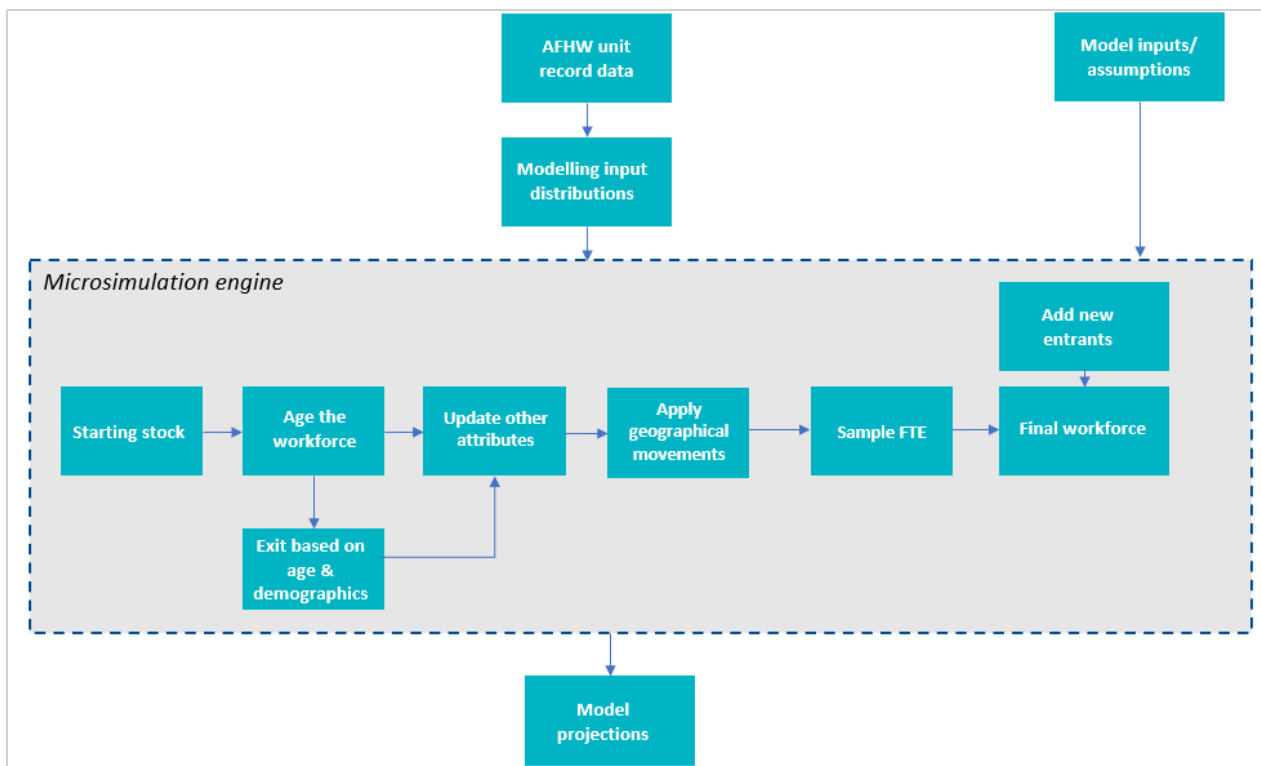 AFHW unit
record data
Model inputs/
assumptions
Modelling input
distributions
Microsimulation engine
Add new
entrants
Starting stock
Age the
workforce
Update other
attributes
Apply
geographical
movements
Sample FTE
Final workforce
Exit based on
age &
demographics
Model
projections